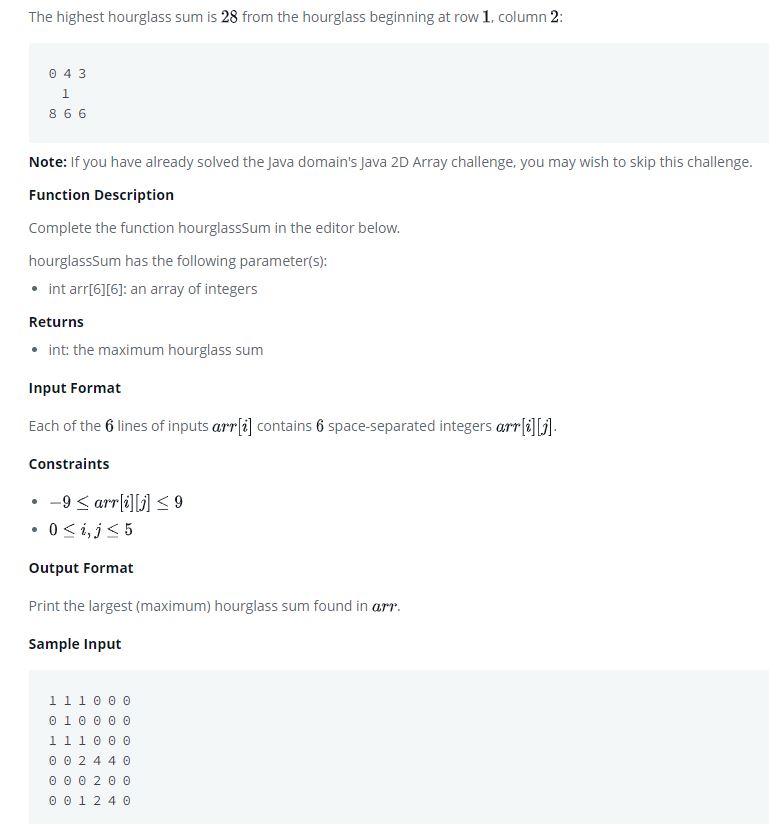 The highest hourglass sum is 28 from the hourglass beginning at row 1, column 2:
0 4 3
1
8 6 6
Note: If you have already solved the Java domain's Java 2D Array challenge, you may wish to skip this challenge.
Function Description
Complete the function hourglassSum in the editor below.
hourglassSum has the following parameter(s):
• int arr[6][6]: an array of integers
Returns
• int: the maximum hourglass sum
Input Format
Each of the 6 lines of inputs arr[i] contains 6 space-separated integers arr[i][j].
Constraints
• −9 ≤ arr[i][j] ≤ 9
• 0 ≤ i, j ≤ 5
Output Format
Print the largest (maximum) hourglass sum found in arr.
Sample Input
1 1 1 0 0 0
0 1 0 0 0 0
1 1 1 0 0 0
0 0 2 4 4 0
0 0 0 2 0 0
0 0 1 2 4 0